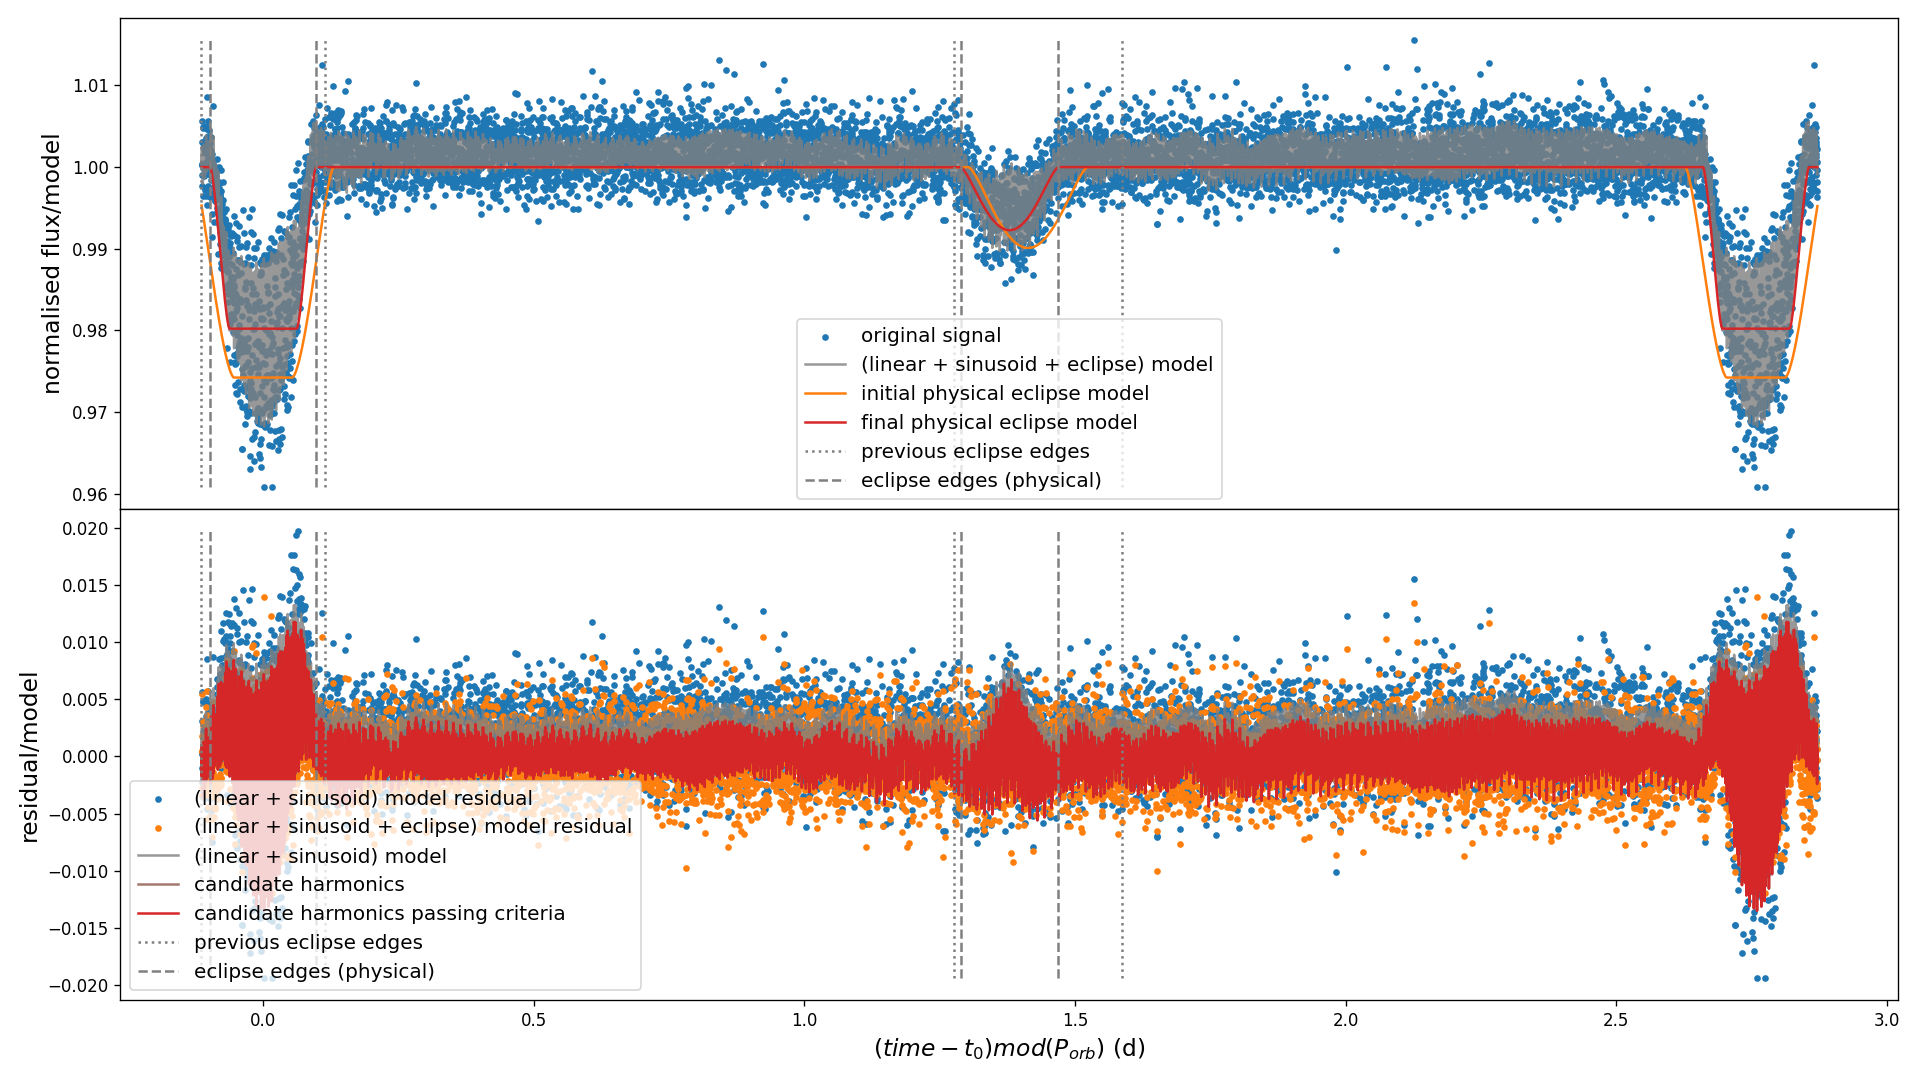 normalised flux/model
1.01
1.00
0.99
0.98
0.97
0.96
original signal
(linear + sinusoid + eclipse) model
initial physical eclipse model
final physical eclipse model
previous eclipse edges
eclipse edges (physical)
residual/model
0.020
0.015
0.010
0.005
0.000
−0.005
−0.010
−0.015
−0.020
(linear + sinusoid) model residual
(linear + sinusoid + eclipse) model residual
(linear + sinusoid) model
candidate harmonics
candidate harmonics passing criteria
previous eclipse edges
eclipse edges (physical)
0.0 0.5 1.0 1.5 2.0 2.5 3.0
(time − t₀)mod(Pₒᵣb) (d)